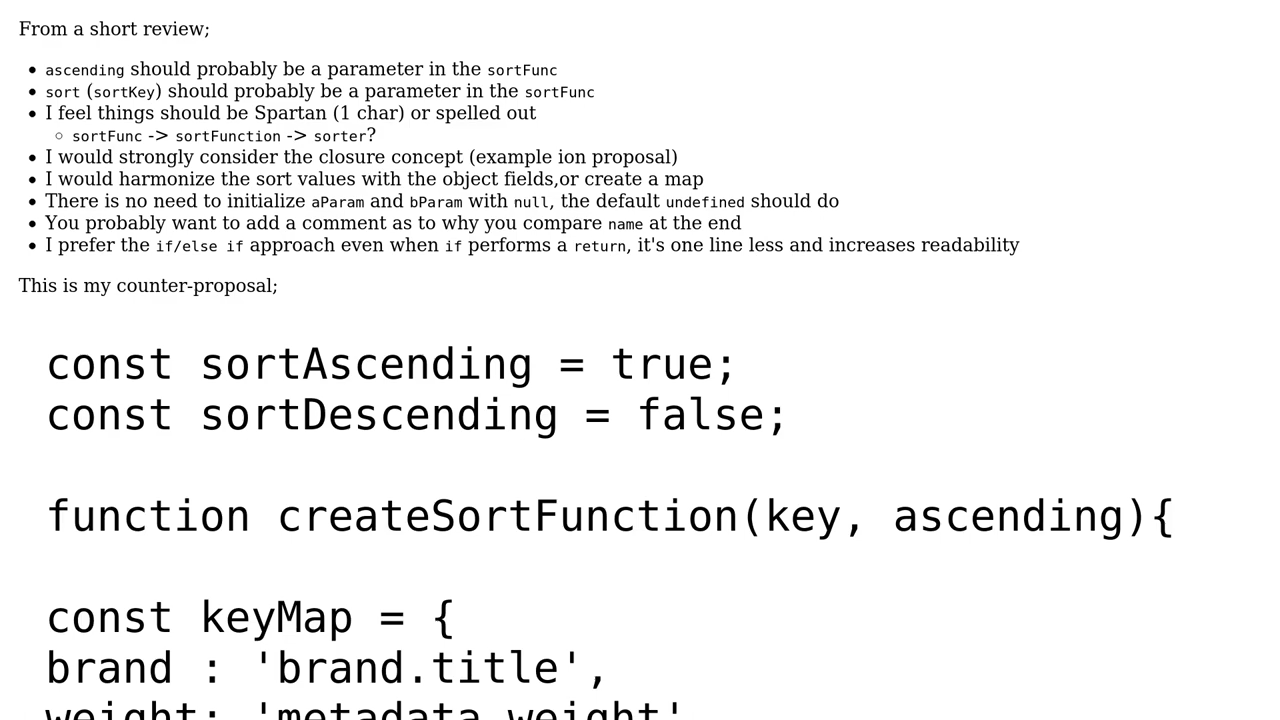 From a short review;
• ascending should probably be a parameter in the sortFunc
• sort (sortKey) should probably be a parameter in the sortFunc
• I feel things should be Spartan (1 char) or spelled out
◦ sortFunc -> sortFunction -> sorter?
• I would strongly consider the closure concept (example ion proposal)
• I would harmonize the sort values with the object fields,or create a map
• There is no need to initialize aParam and bParam with null, the default undefined should do
• You probably want to add a comment as to why you compare name at the end
• I prefer the if/else if approach even when if performs a return, it's one line less and increases readability
This is my counter-proposal;
const sortAscending = true;
const sortDescending = false;
function createSortFunction(key, ascending){
const keyMap = {
brand : 'brand.title',
weight: 'metadata.weight'